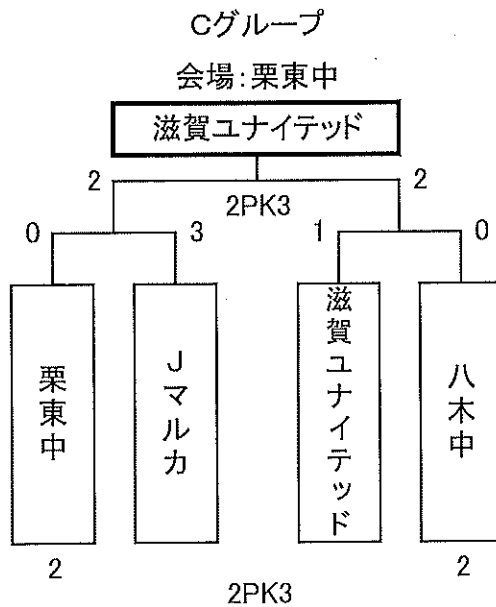 Cグループ
会場:栗東中
滋賀ユナイテッド
2 2
2PK3
0 3 1 0
栗東中
Jマルカ
滋賀ユナイテッド
八木中
2 2
2PK3